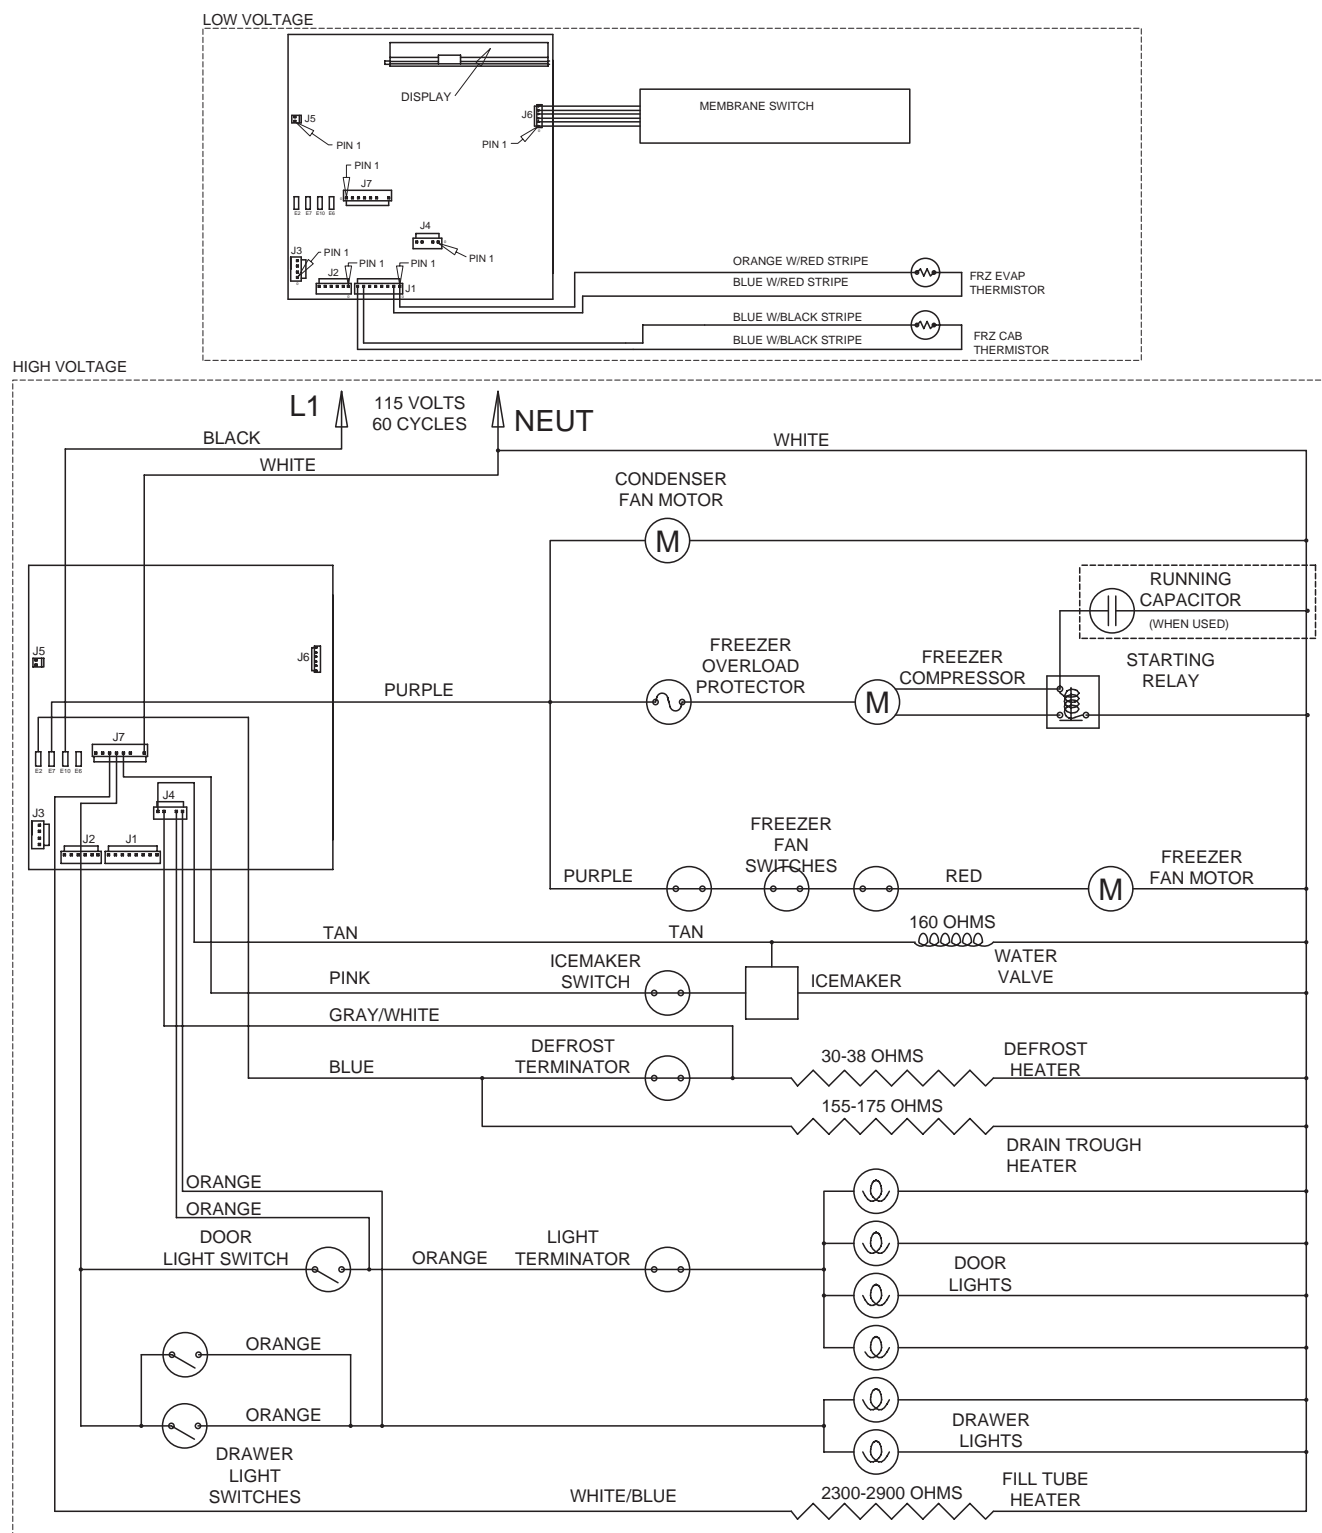 LOW VOLTAGE
DISPLAY
MEMBRANE SWITCH
J6
J5
PIN 1
PIN 1
PIN 1
J7
E2 E7 E10 E6
J4
PIN 1
J3
PIN 1
J2
PIN 1
PIN 1
J1
ORANGE W/RED STRIPE
BLUE W/RED STRIPE
FRZ EVAP
THERMISTOR
BLUE W/BLACK STRIPE
BLUE W/BLACK STRIPE
FRZ CAB
THERMISTOR
HIGH VOLTAGE
L1
115 VOLTS
60 CYCLES
NEUT
BLACK
WHITE
WHITE
CONDENSER
FAN MOTOR
M
RUNNING
CAPACITOR
(WHEN USED)
J5
J6
FREEZER
OVERLOAD
PROTECTOR
FREEZER
COMPRESSOR
M
STARTING
RELAY
PURPLE
J7
E2 E7 E10 E6
J4
J3
J2
J1
FREEZER
FAN
SWITCHES
PURPLE
RED
M
FREEZER
FAN MOTOR
TAN
TAN
160 OHMS
WATER
VALVE
PINK
ICEMAKER
SWITCH
ICEMAKER
GRAY/WHITE
BLUE
DEFROST
TERMINATOR
30-38 OHMS
DEFROST
HEATER
155-175 OHMS
DRAIN TROUGH
HEATER
ORANGE
ORANGE
DOOR
LIGHT SWITCH
ORANGE
LIGHT
TERMINATOR
DOOR
LIGHTS
ORANGE
ORANGE
DRAWER
LIGHT
SWITCHES
DRAWER
LIGHTS
WHITE/BLUE
2300-2900 OHMS
FILL TUBE
HEATER